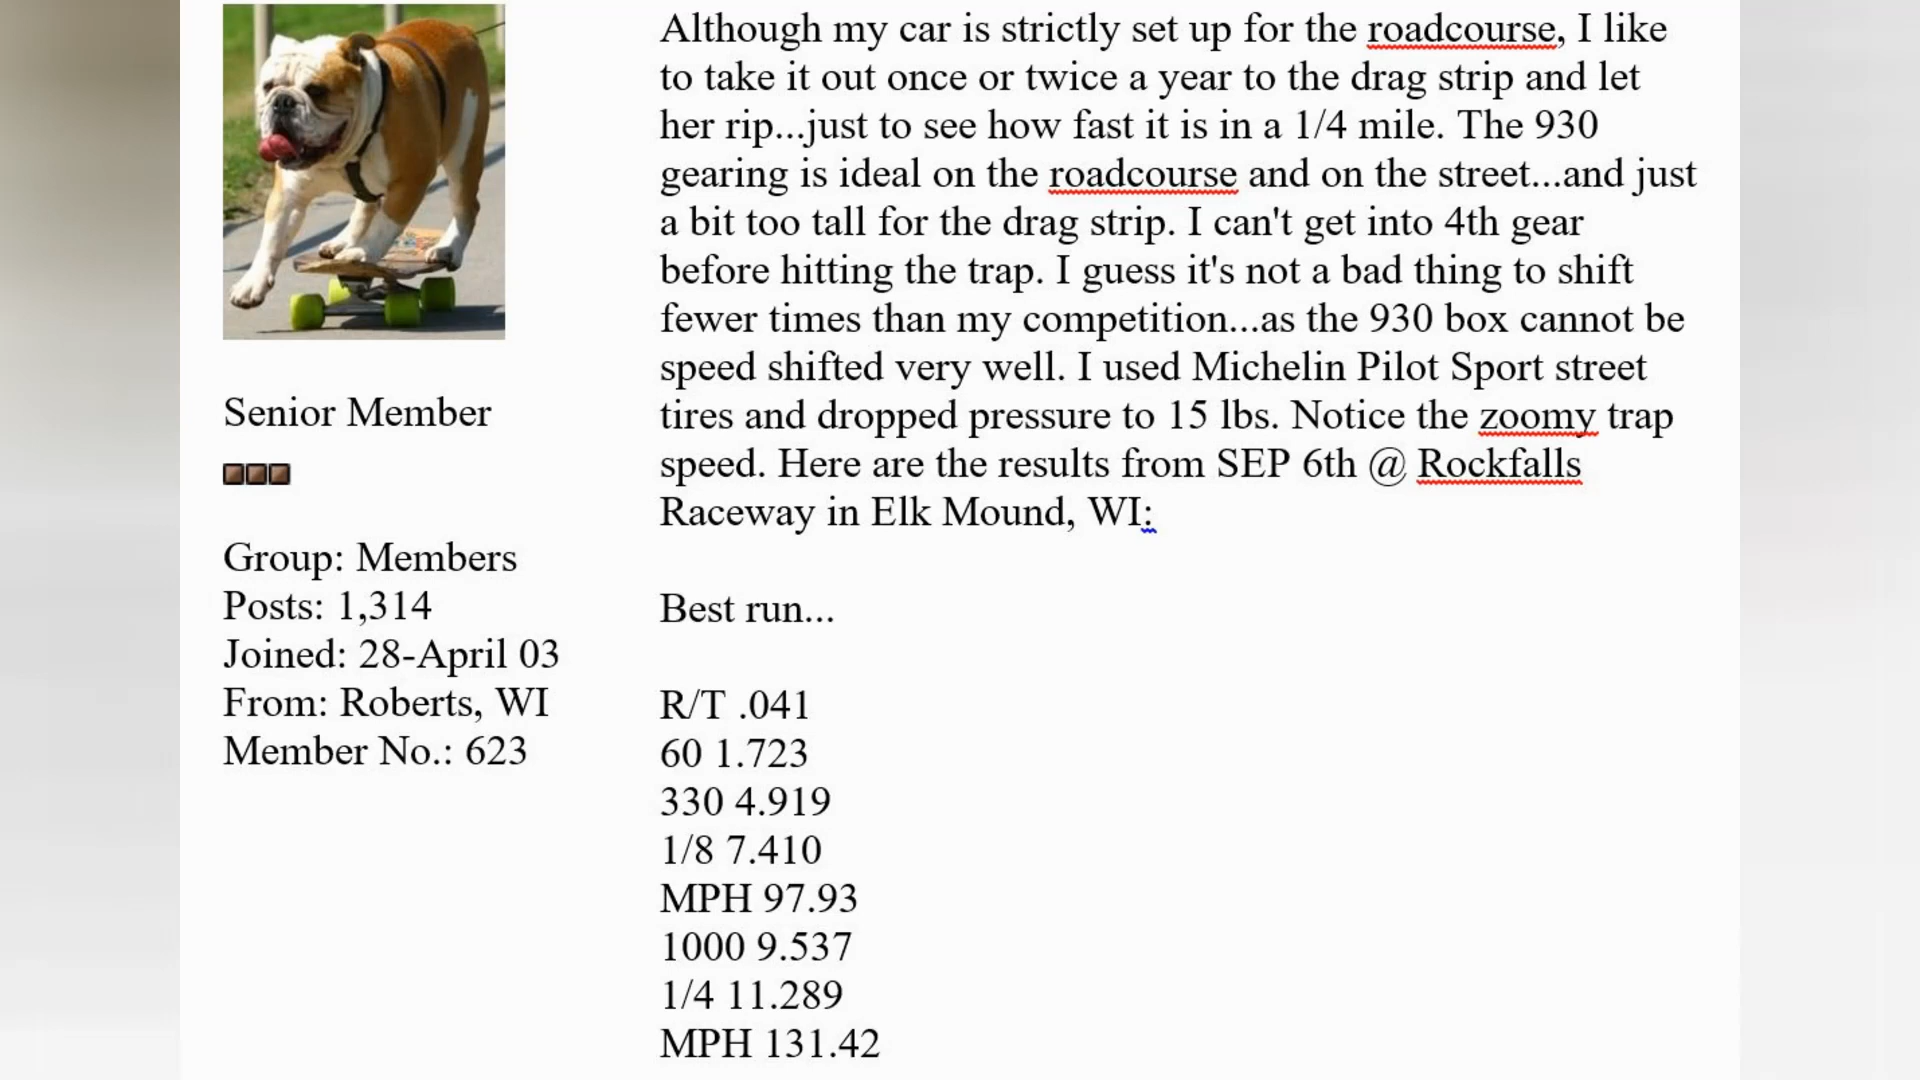 Although my car is strictly set up for the roadcourse, I like
to take it out once or twice a year to the drag strip and let
her rip...just to see how fast it is in a 1/4 mile. The 930
gearing is ideal on the roadcourse and on the street...and just
a bit too tall for the drag strip. I can't get into 4th gear
before hitting the trap. I guess it's not a bad thing to shift
fewer times than my competition...as the 930 box cannot be
speed shifted very well. I used Michelin Pilot Sport street
tires and dropped pressure to 15 lbs. Notice the zoomy trap
speed. Here are the results from SEP 6th @ Rockfalls
Raceway in Elk Mound, WI:
Best run...
R/T .041
60 1.723
330 4.919
1/8 7.410
MPH 97.93
1000 9.537
1/4 11.289
MPH 131.42
Senior Member
Group: Members
Posts: 1,314
Joined: 28-April 03
From: Roberts, WI
Member No.: 623